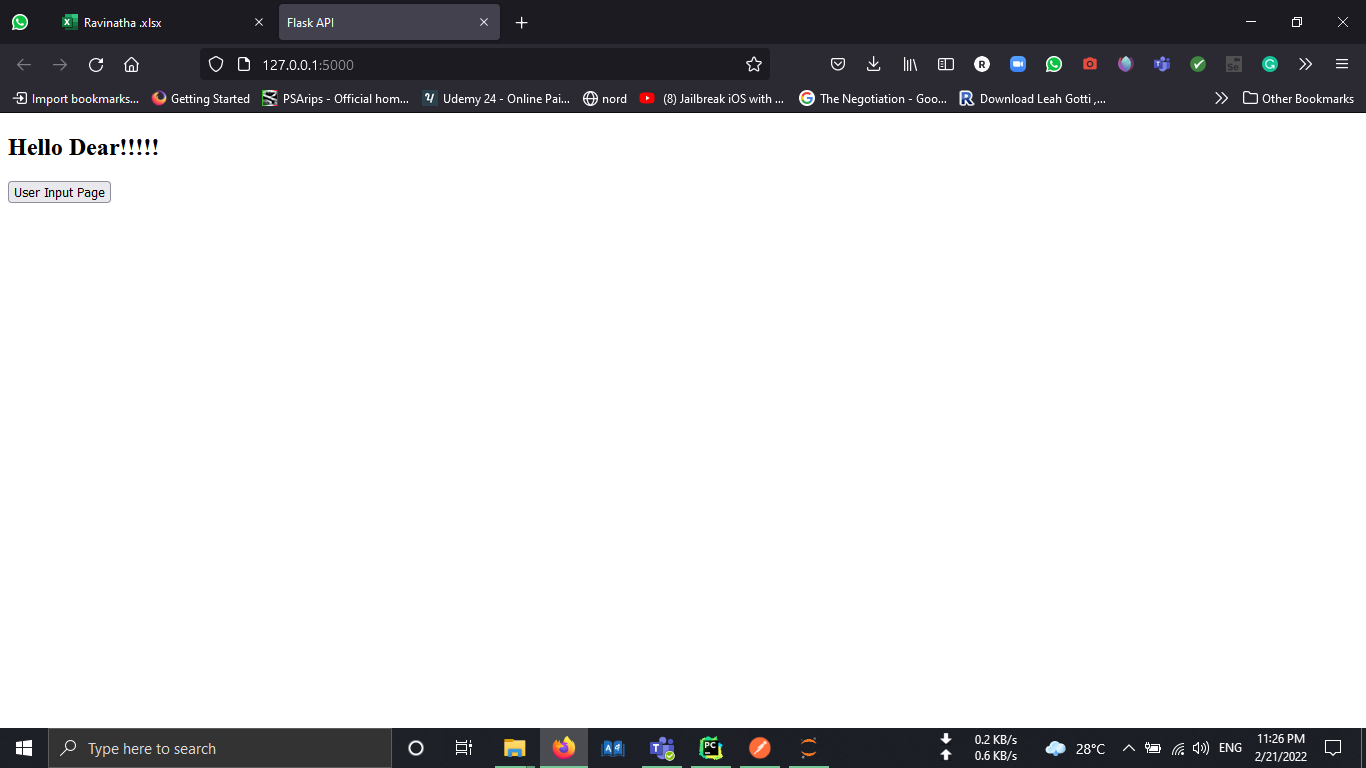 Ravinatha .xlsx
Flask API
127.0.0.1:5000
Import bookmarks...
Getting Started
PSArips - Official hom...
Udemy 24 - Online Pai...
nord
(8) Jailbreak iOS with ...
The Negotiation - Goo...
Download Leah Gotti ,...
Other Bookmarks
Hello Dear!!!!!
User Input Page
Type here to search
0.2 KB/s
0.6 KB/s
28°C
ENG
11:26 PM
2/21/2022